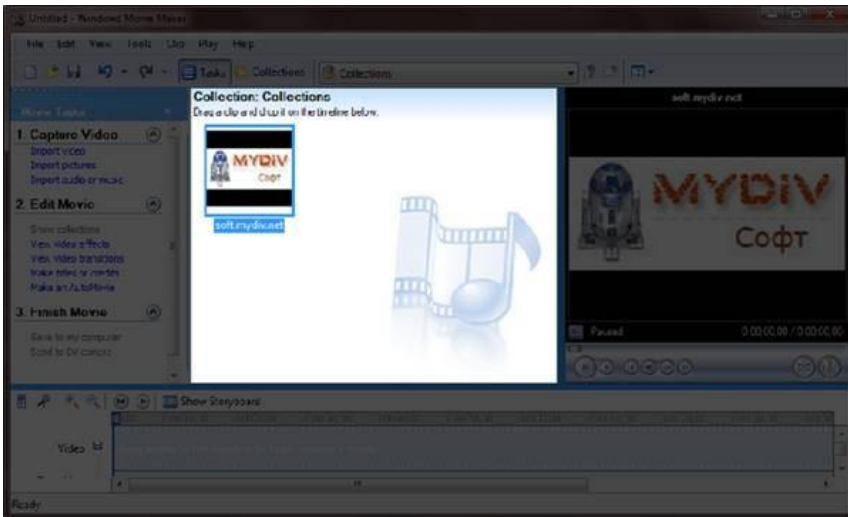 Untitled - Windows Movie Maker
File Edit View Tools Clip Play Help
Tasks Collections Collections
Movie Tasks
1. Capture Video
Import video
Import pictures
Import audio or music
2. Edit Movie
Show collections
View video effects
View video transitions
Make titles or credits
Make an AutoMovie
3. Finish Movie
Save to my computer
Send to DV camera
Collection: Collections
Drag a clip and drop it on the timeline below.
MYDIV
Софт
soft.mydiv.net
soft.mydiv.net
MYDIV
Софт
Paused
0:00:00,00 / 0:00:00,00
Show Storyboard
Video
Ready